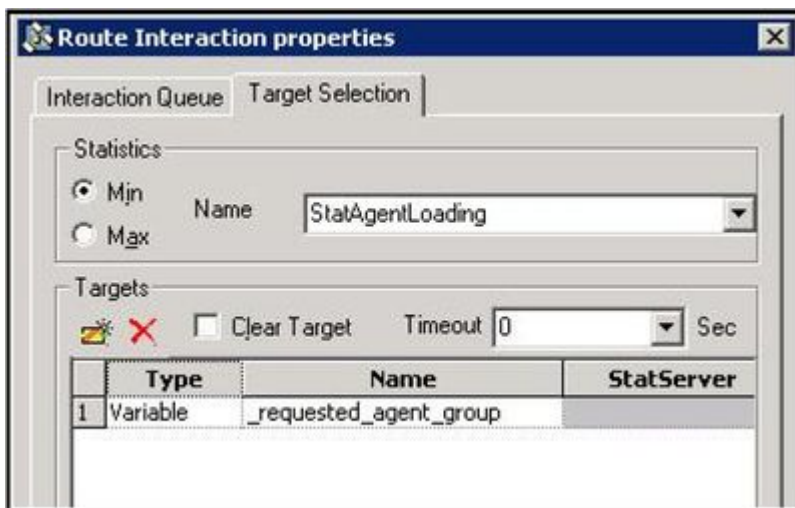 Route Interaction properties
Interaction Queue Target Selection
Statistics
Min
Name StatAgentLoading
Max
Targets
Clear Target Timeout 0 Sec
Type Name StatServer
1 Variable _requested_agent_group